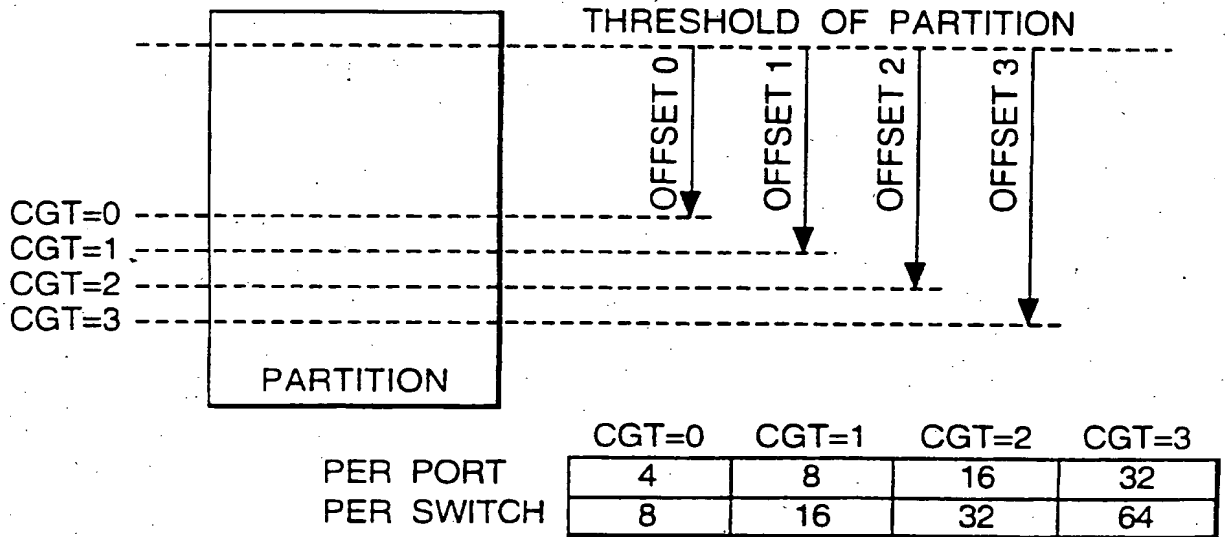 THRESHOLD OF PARTITION
OFFSET 0
OFFSET 1
OFFSET 2
OFFSET 3
CGT=0
CGT=1
CGT=2
CGT=3
PARTITION
CGT=0 CGT=1 CGT=2 CGT=3
PER PORT 4 8 16 32
PER SWITCH 8 16 32 64